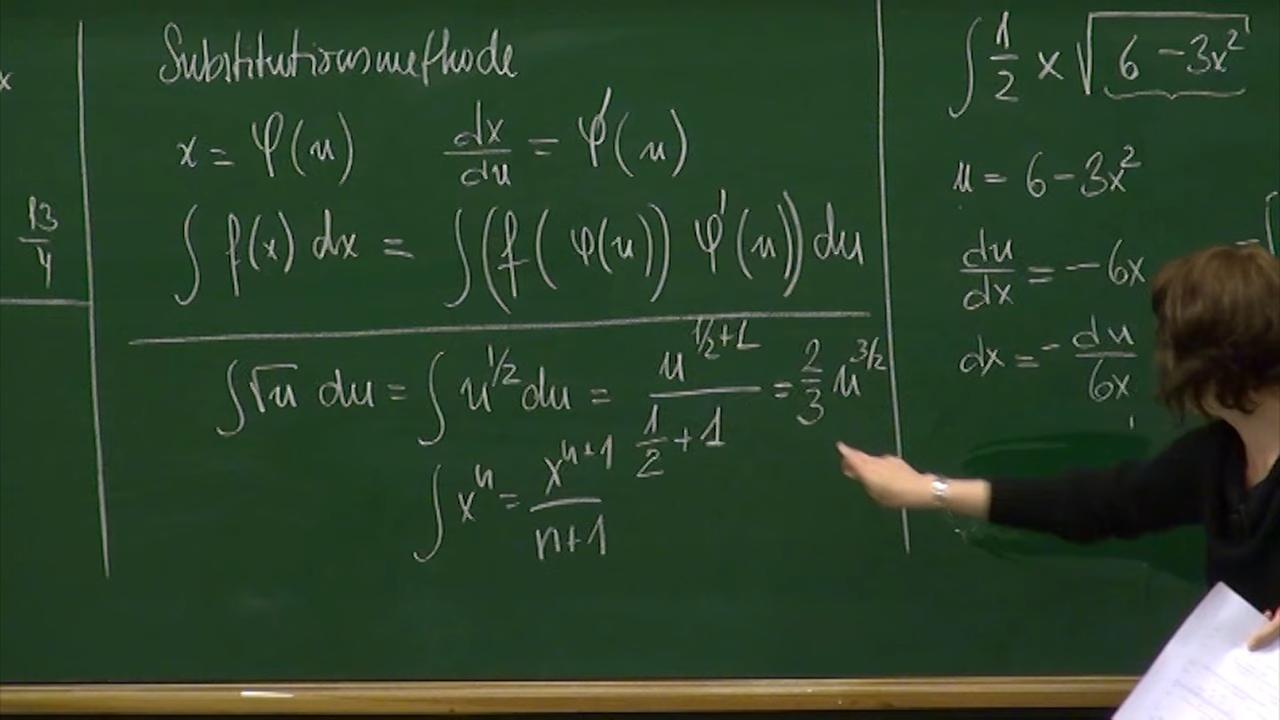 x
13/4
Substitutionsmethode
x = φ(u) dx/du = φ'(u)
∫ f(x) dx = ∫ (f( φ(u)) φ'(u)) du
∫ √u du = ∫ u^1/2 du = u^(1/2+1) / (1/2 + 1) = 2/3 u^3/2
∫ x^n = x^(n+1) / (n+1)
∫ 1/2 x √(6 − 3x²)
u = 6 − 3x²
du/dx = −6x
dx = − du/6x